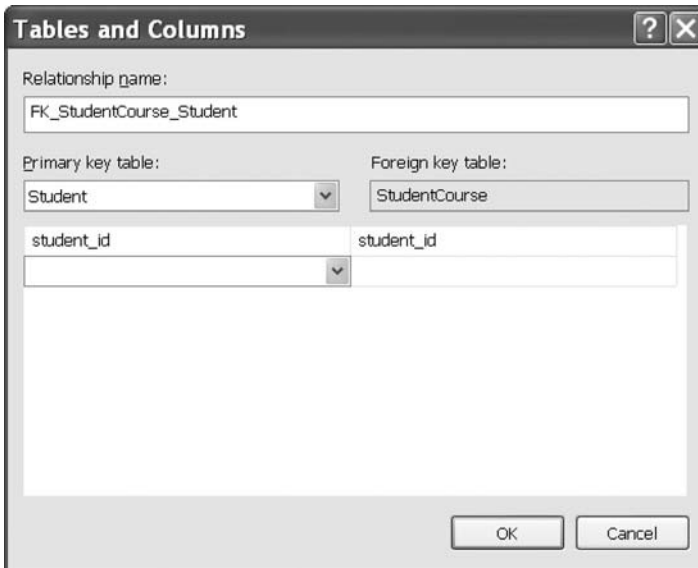 Tables and Columns
Relationship name:
FK_StudentCourse_Student
Primary key table: Foreign key table:
Student StudentCourse
student_id student_id
OK Cancel